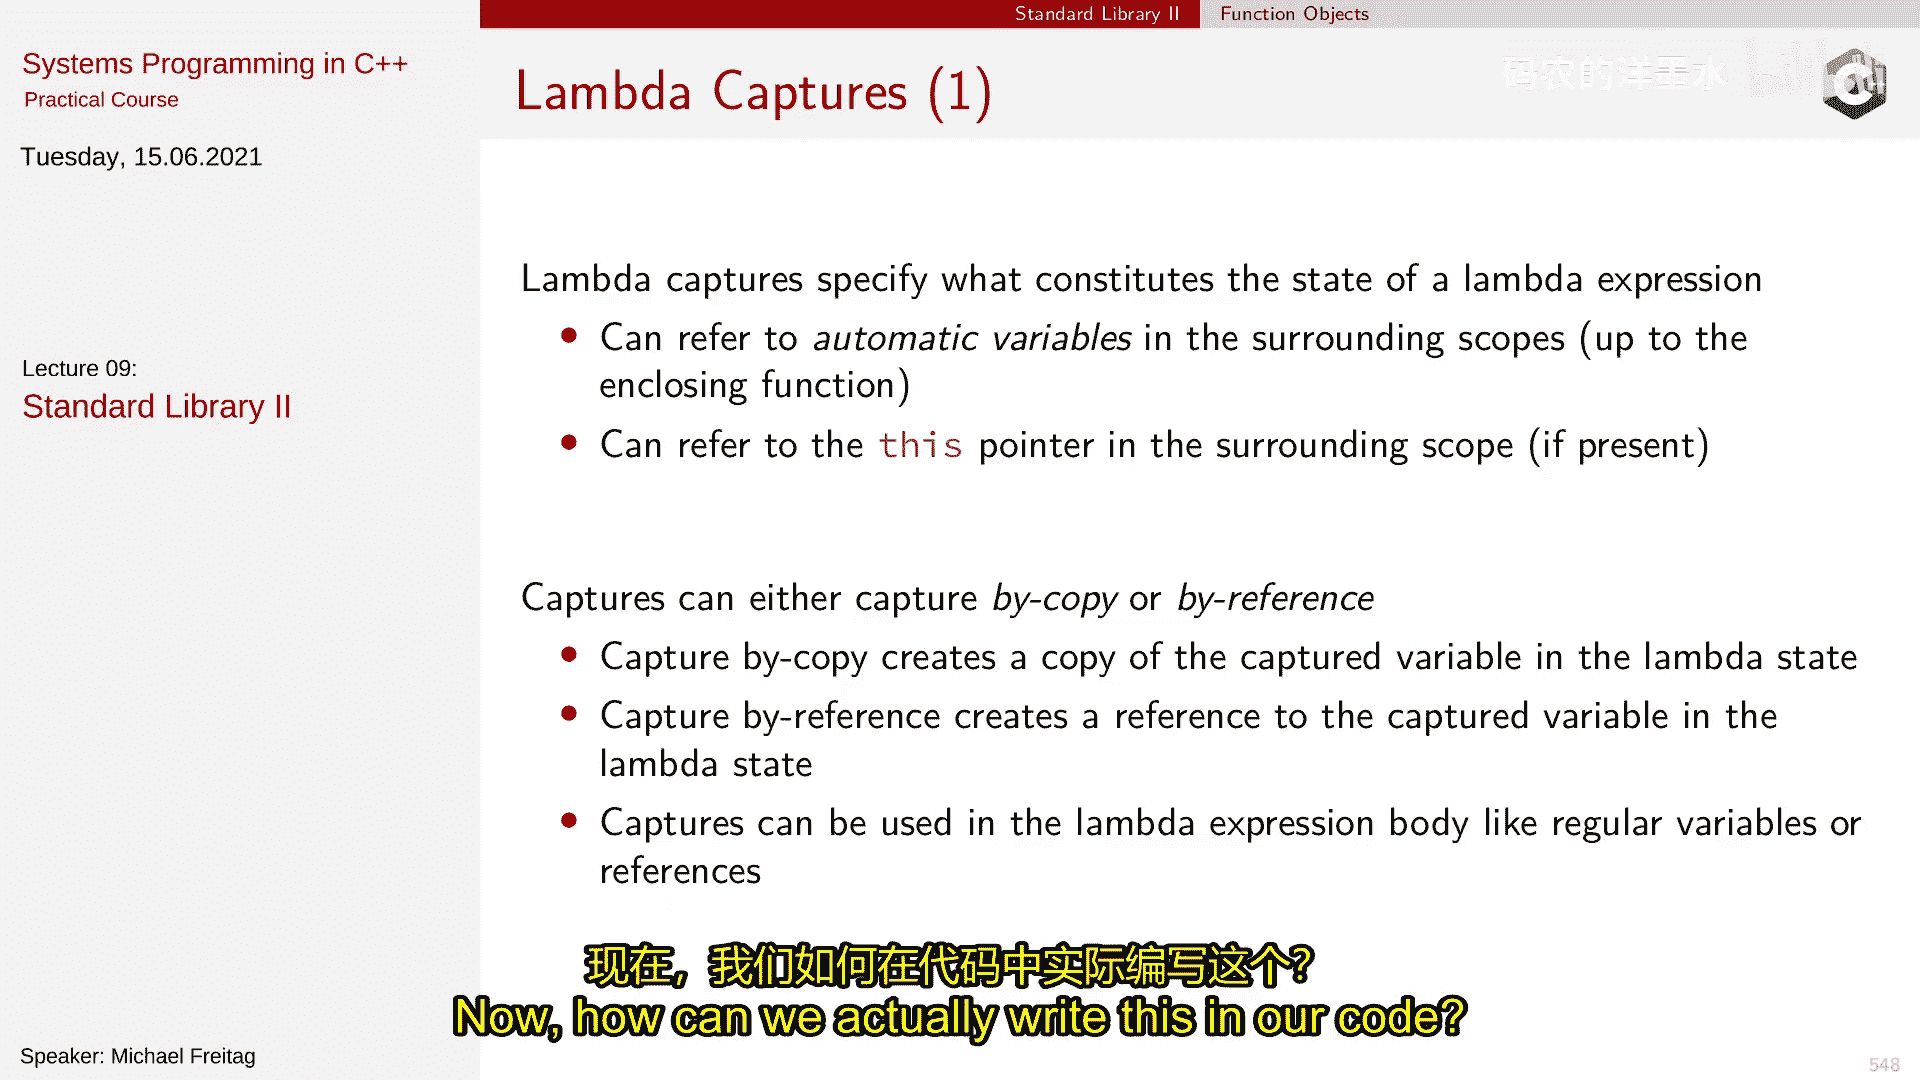 Standard Library II
Function Objects
Systems Programming in C++
Practical Course
Tuesday, 15.06.2021
Lecture 09:
Standard Library II
Speaker: Michael Freitag
Lambda Captures (1)
码农的洋墨水
Lambda captures specify what constitutes the state of a lambda expression
• Can refer to automatic variables in the surrounding scopes (up to the
enclosing function)
• Can refer to the this pointer in the surrounding scope (if present)
Captures can either capture by-copy or by-reference
• Capture by-copy creates a copy of the captured variable in the lambda state
• Capture by-reference creates a reference to the captured variable in the
lambda state
• Captures can be used in the lambda expression body like regular variables or
references
现在，我们如何在代码中实际编写这个？
Now, how can we actually write this in our code?
548